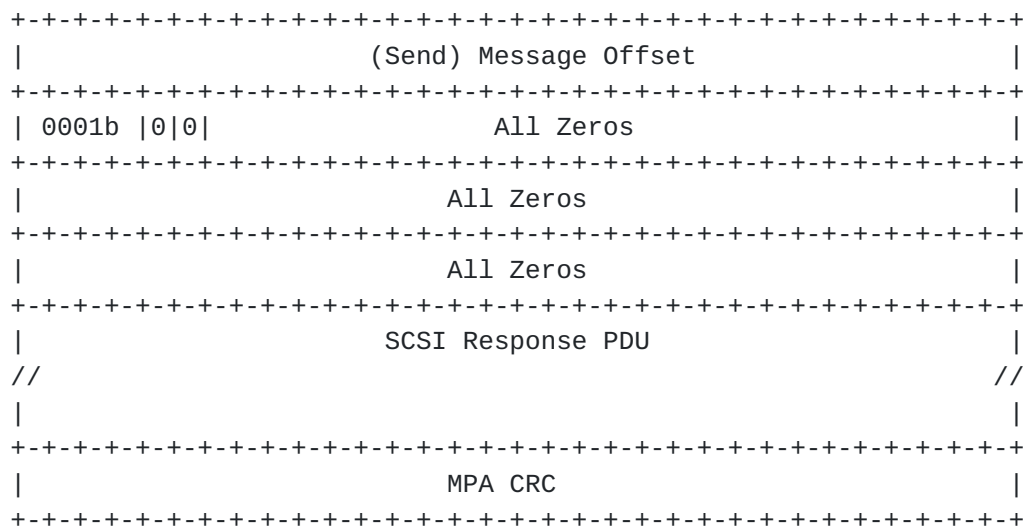 +-+-+-+-+-+-+-+-+-+-+-+-+-+-+-+-+-+-+-+-+-+-+-+-+-+-+-+-+-+-+-+-+
|                       (Send) Message Offset                    |
+-+-+-+-+-+-+-+-+-+-+-+-+-+-+-+-+-+-+-+-+-+-+-+-+-+-+-+-+-+-+-+-+
| 0001b |0|0|                  All Zeros                        |
+-+-+-+-+-+-+-+-+-+-+-+-+-+-+-+-+-+-+-+-+-+-+-+-+-+-+-+-+-+-+-+-+
|                           All Zeros                           |
+-+-+-+-+-+-+-+-+-+-+-+-+-+-+-+-+-+-+-+-+-+-+-+-+-+-+-+-+-+-+-+-+
|                           All Zeros                           |
+-+-+-+-+-+-+-+-+-+-+-+-+-+-+-+-+-+-+-+-+-+-+-+-+-+-+-+-+-+-+-+-+
|                       SCSI Response PDU                       |
//                                                             //
|                                                               |
+-+-+-+-+-+-+-+-+-+-+-+-+-+-+-+-+-+-+-+-+-+-+-+-+-+-+-+-+-+-+-+-+
|                           MPA CRC                             |
+-+-+-+-+-+-+-+-+-+-+-+-+-+-+-+-+-+-+-+-+-+-+-+-+-+-+-+-+-+-+-+-+